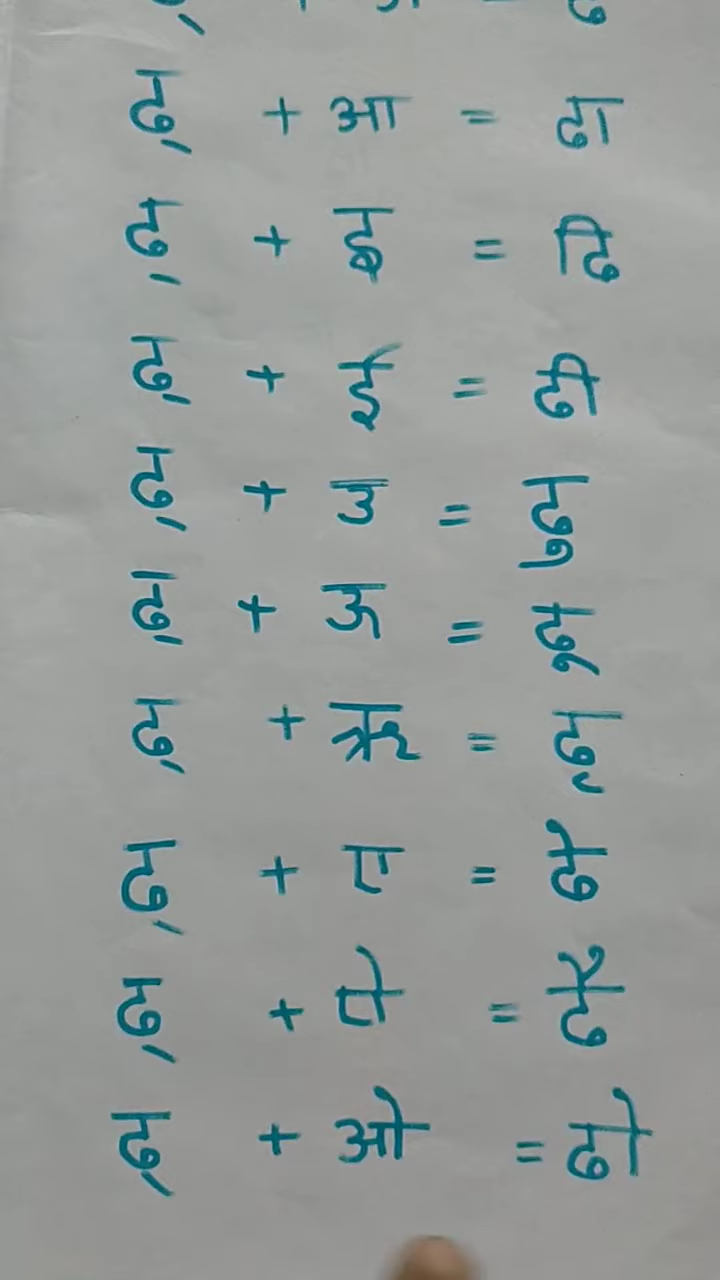 ढ् + आ = ढा
ढ् + इ = ढि
ढ् + ई = ढी
ढ् + उ = ढु
ढ् + ऊ = ढू
ढ् + ऋ = ढृ
ढ् + ए = ढे
ढ् + ऐ = ढै
ढ् + ओ = ढो